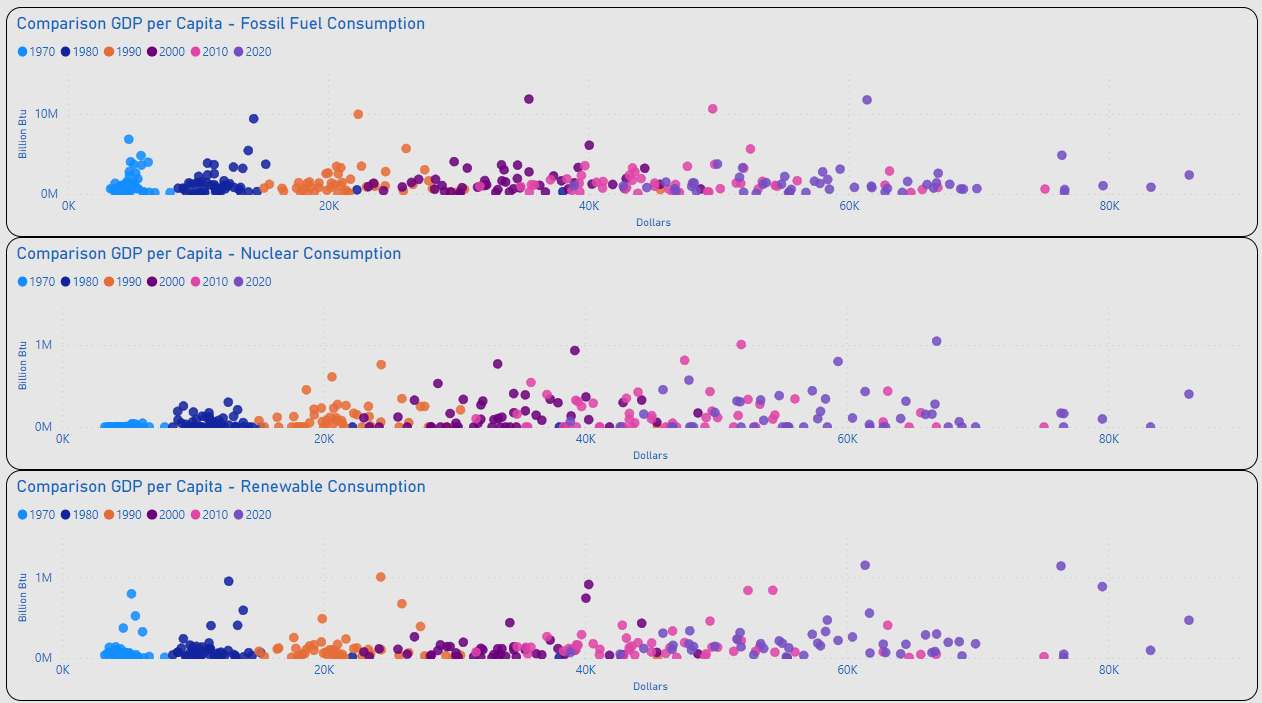 Comparison GDP per Capita - Fossil Fuel Consumption
1970 1980 1990 2000 2010 2020
Billion Btu
10M
0M
0K 20K 40K 60K 80K
Dollars
Comparison GDP per Capita - Nuclear Consumption
1970 1980 1990 2000 2010 2020
Billion Btu
1M
0M
0K 20K 40K 60K 80K
Dollars
Comparison GDP per Capita - Renewable Consumption
1970 1980 1990 2000 2010 2020
Billion Btu
1M
0M
0K 20K 40K 60K 80K
Dollars